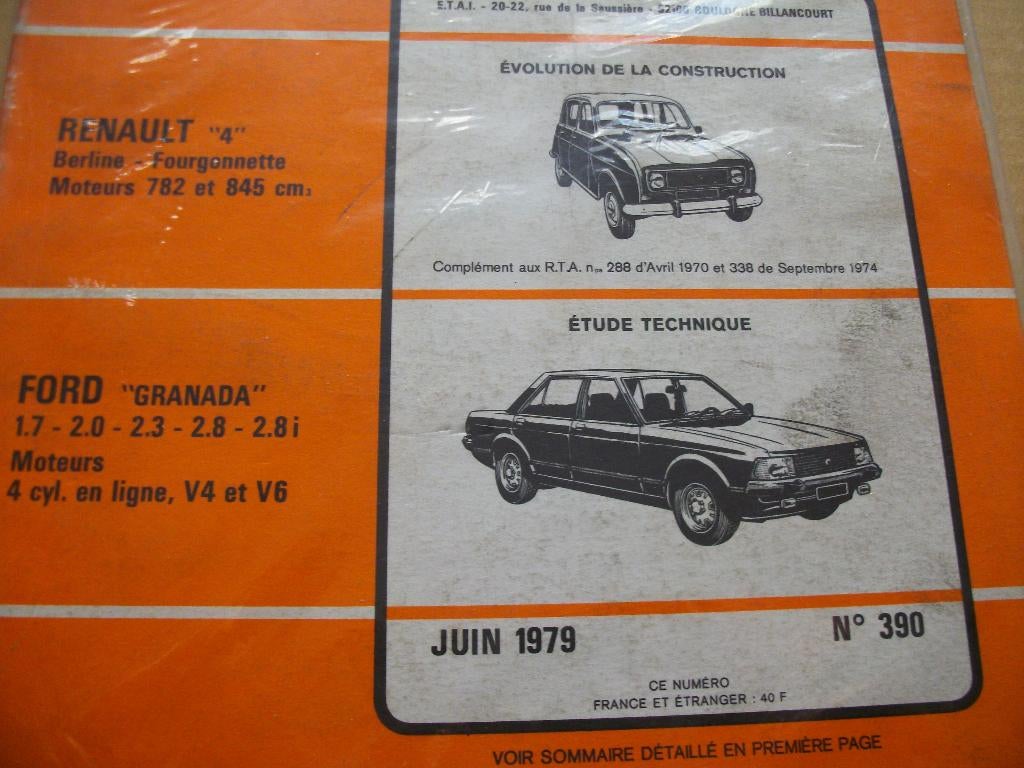 E.T.A.I. - 20-22, rue de la Saussière - 92100 BOULOGNE BILLANCOURT
ÉVOLUTION DE LA CONSTRUCTION
RENAULT "4"
Berline - Fourgonnette
Moteurs 782 et 845 cm3
Complément aux R.T.A. nos 288 d'Avril 1970 et 338 de Septembre 1974
ÉTUDE TECHNIQUE
FORD "GRANADA"
1.7 - 2.0 - 2.3 - 2.8 - 2.8 i
Moteurs
4 cyl. en ligne, V4 et V6
JUIN 1979
N° 390
CE NUMÉRO
FRANCE ET ÉTRANGER : 40 F
VOIR SOMMAIRE DÉTAILLÉ EN PREMIÈRE PAGE